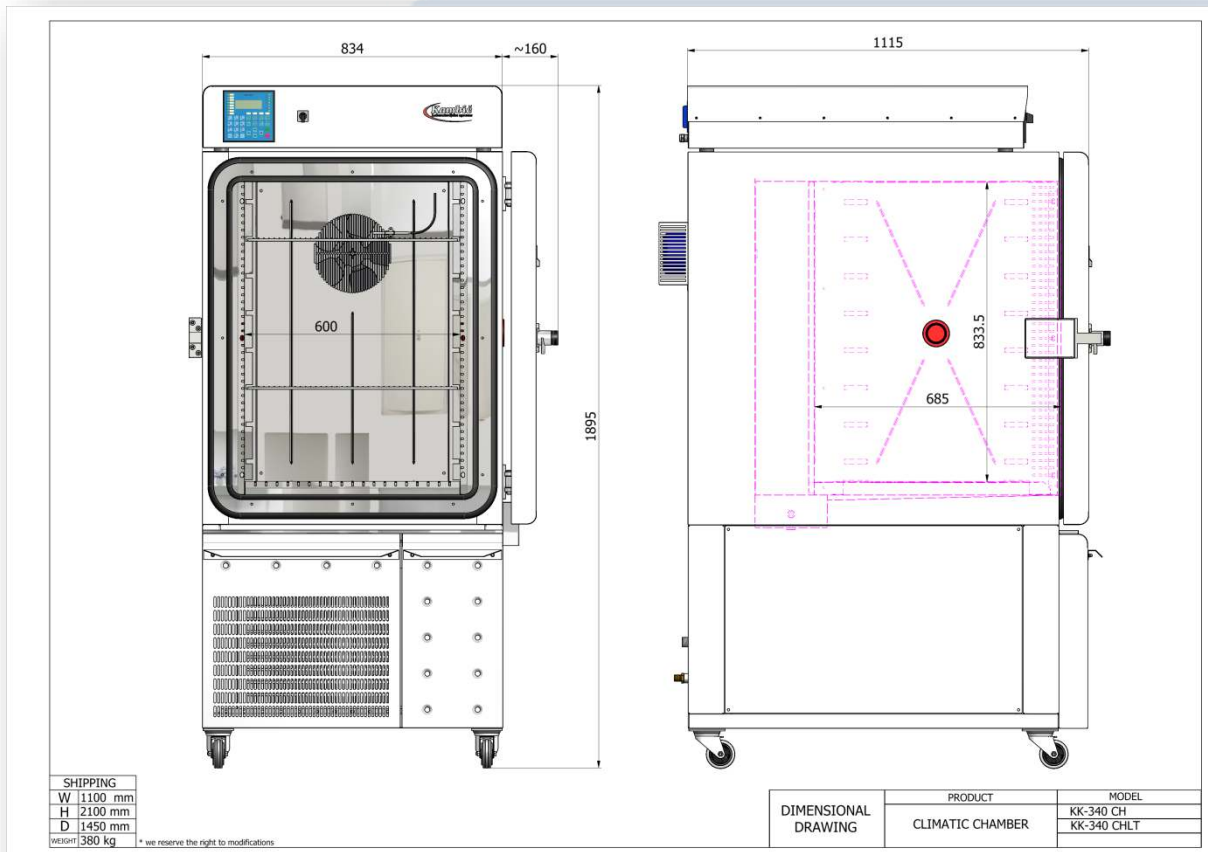 834
~160
1115
Kambič
600
1895
833.5
685
SHIPPING
W 1100 mm
H 2100 mm
D 1450 mm
WEIGHT 380 kg
* we reserve the right to modifications
DIMENSIONAL
DRAWING
PRODUCT
CLIMATIC CHAMBER
MODEL
KK-340 CH
KK-340 CHLT